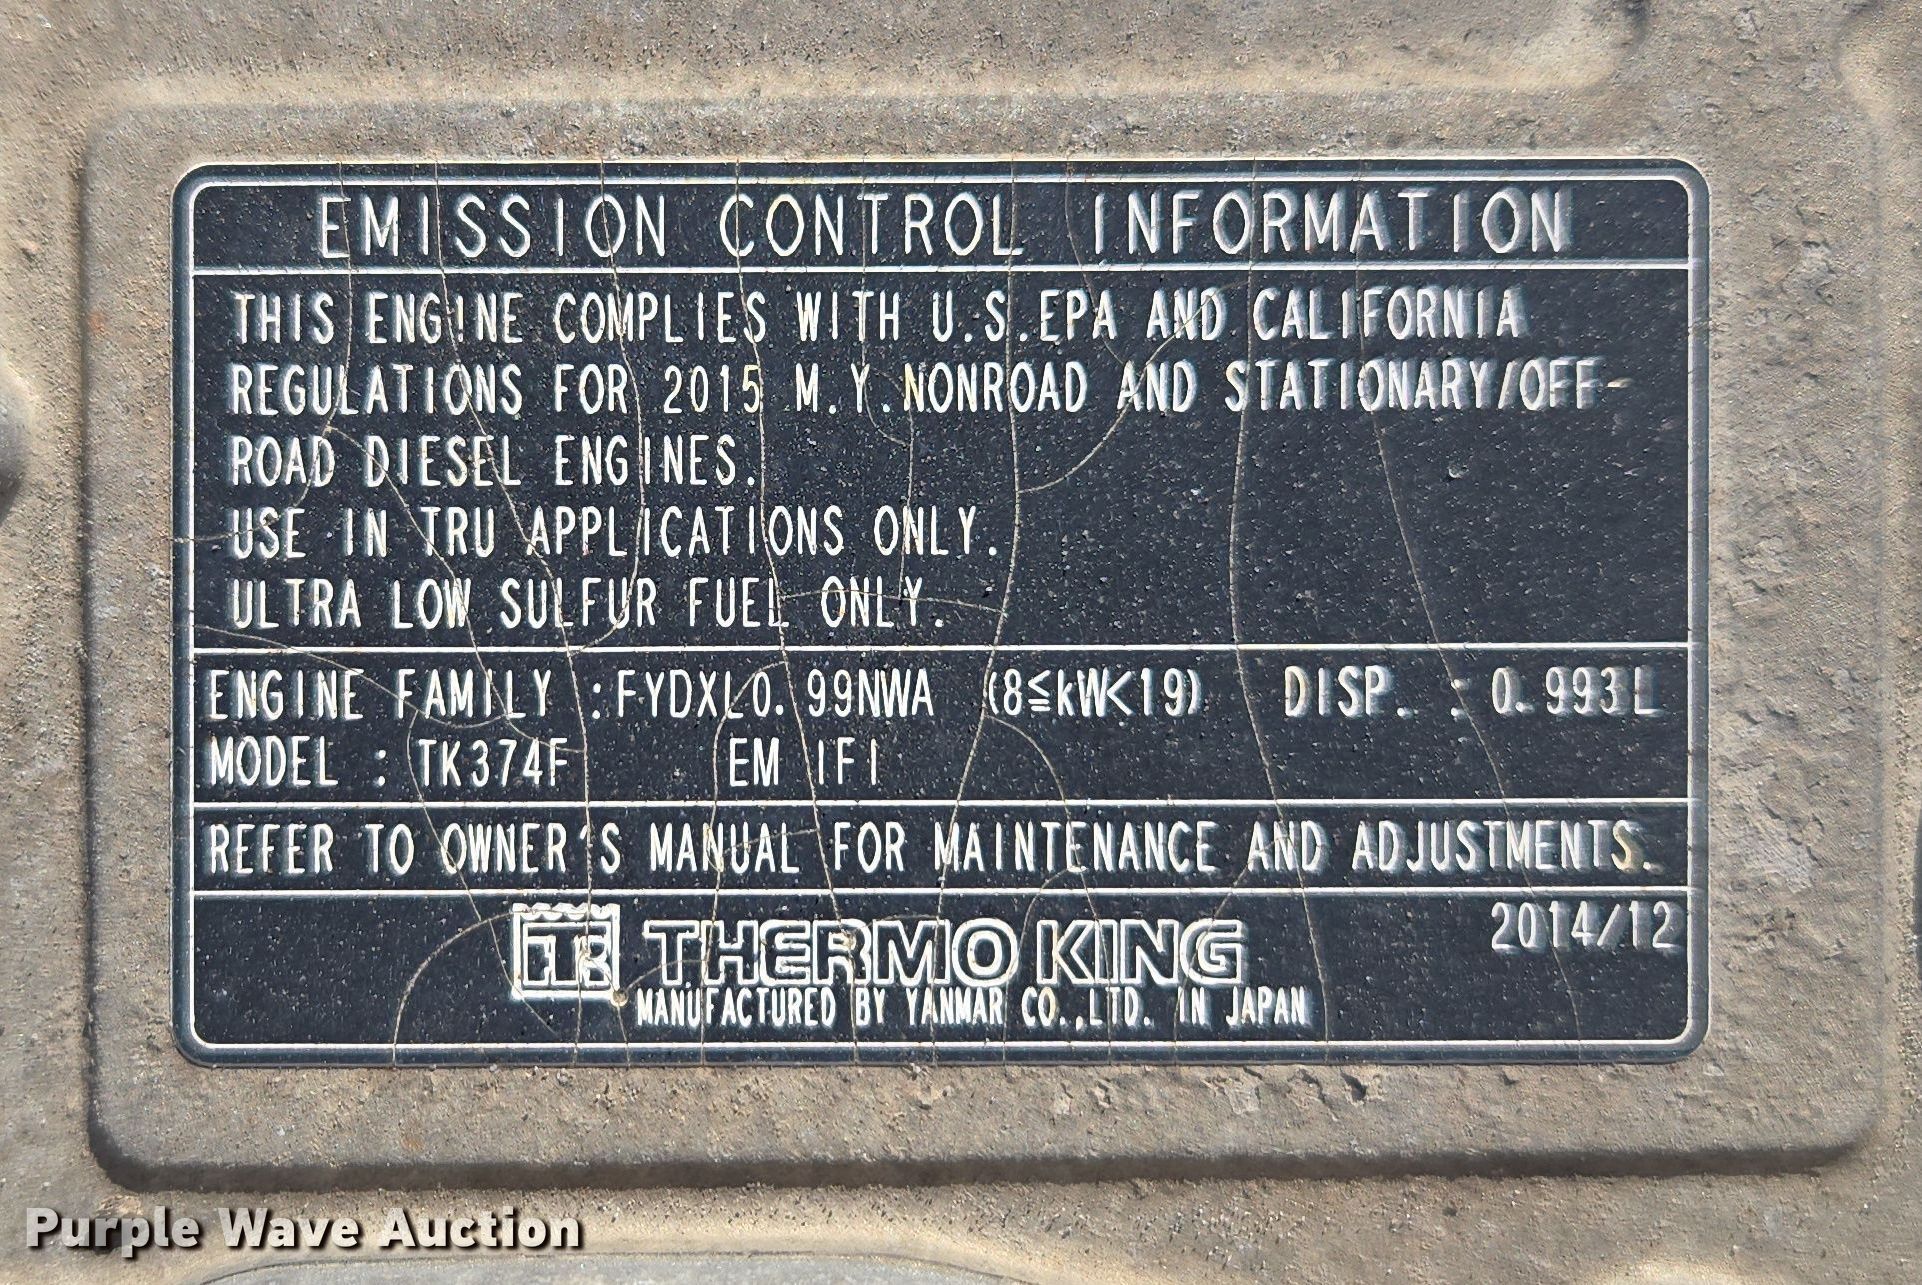 EMISSION CONTROL INFORMATION
THIS ENGINE COMPLIES WITH U.S.EPA AND CALIFORNIA
REGULATIONS FOR 2015 M.Y.NONROAD AND STATIONARY/OFF-
ROAD DIESEL ENGINES.
USE IN TRU APPLICATIONS ONLY.
ULTRA LOW SULFUR FUEL ONLY.
ENGINE FAMILY :FYDXL0.99NWA (8≦kW<19) DISP. : 0.993L
MODEL : TK374F EM IFI
REFER TO OWNER'S MANUAL FOR MAINTENANCE AND ADJUSTMENTS.
2014/12
TK THERMO KING
MANUFACTURED BY YANMAR CO.,LTD. IN JAPAN
Purple Wave Auction